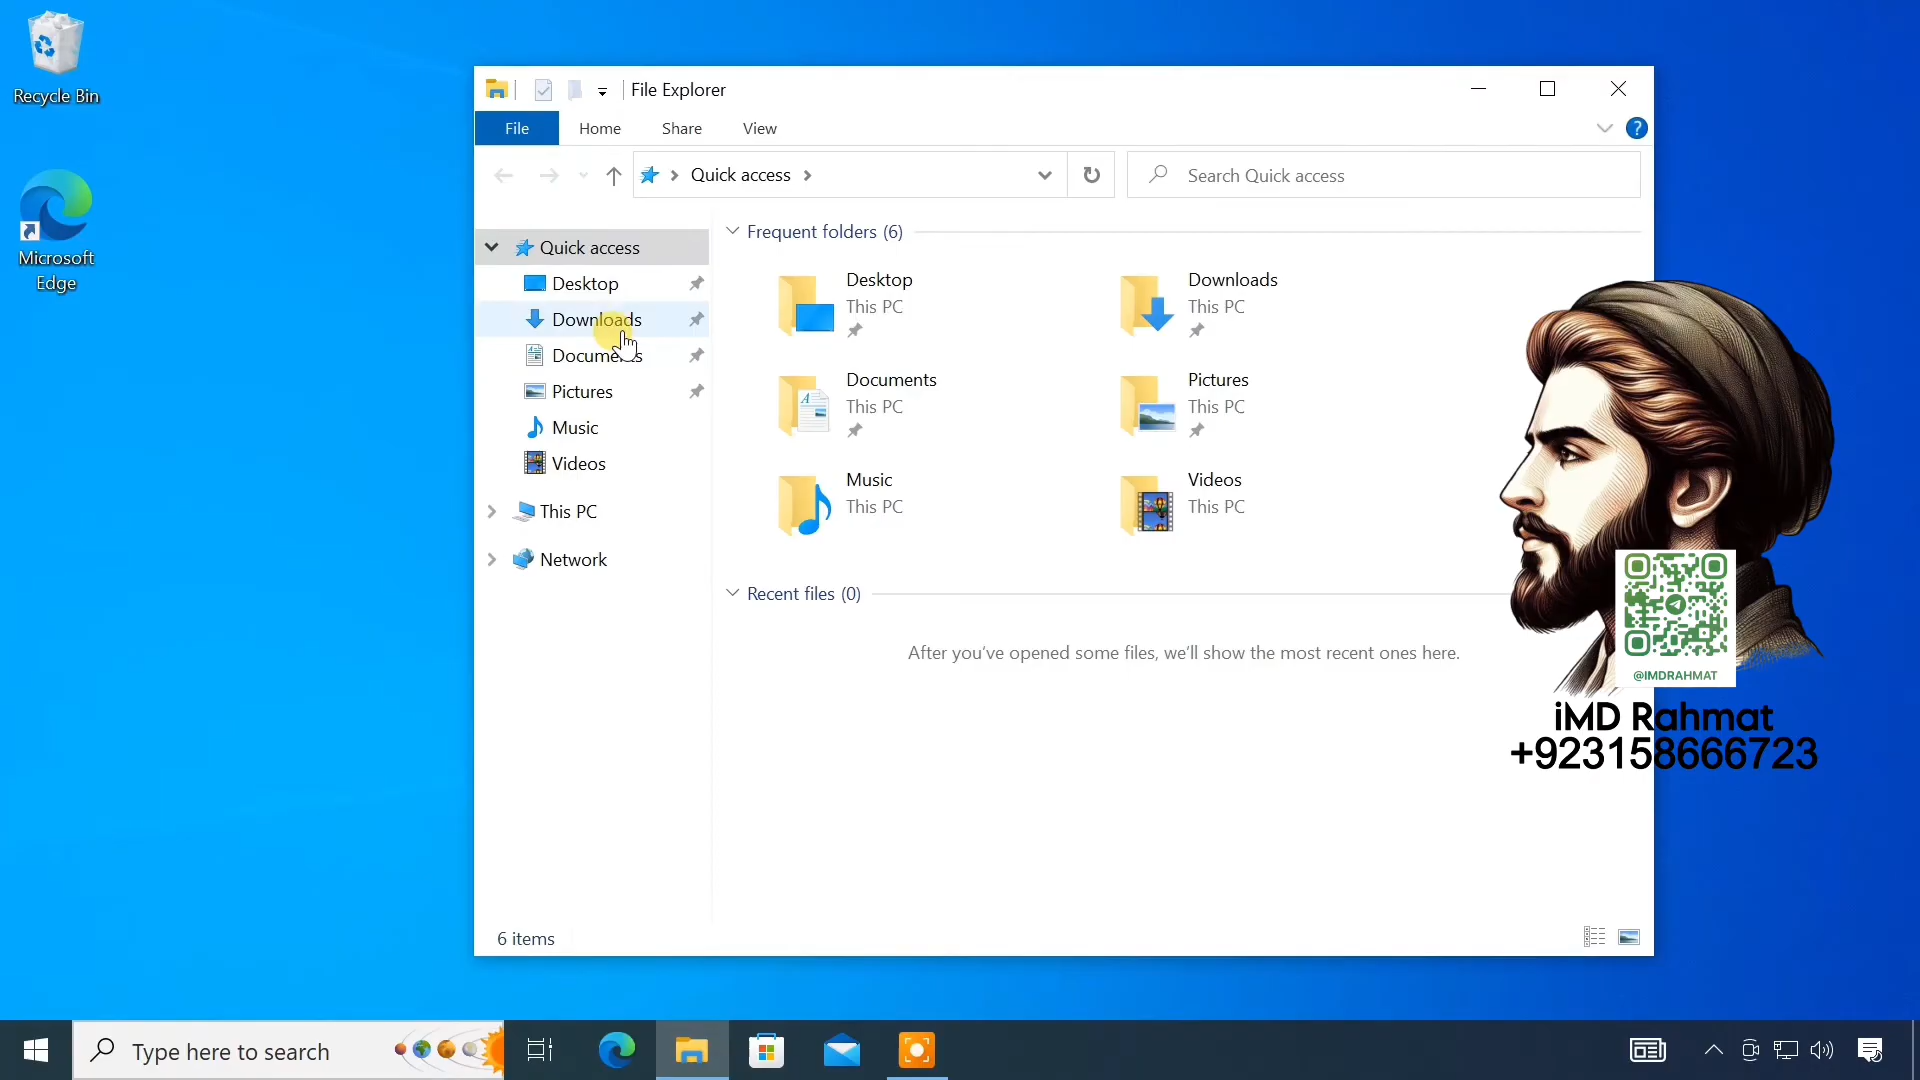 Recycle Bin
Microsoft
Edge
File Explorer
File Home Share View
Quick access
Search Quick access
Quick access
Desktop
Downloads
Documents
Pictures
Music
Videos
This PC
Network
Frequent folders (6)
Desktop
This PC
Downloads
This PC
Documents
This PC
Pictures
This PC
Music
This PC
Videos
This PC
Recent files (0)
After you've opened some files, we'll show the most recent ones here.
6 items
@IMDRAHMAT
iMD Rahmat
+923158666723
Type here to search